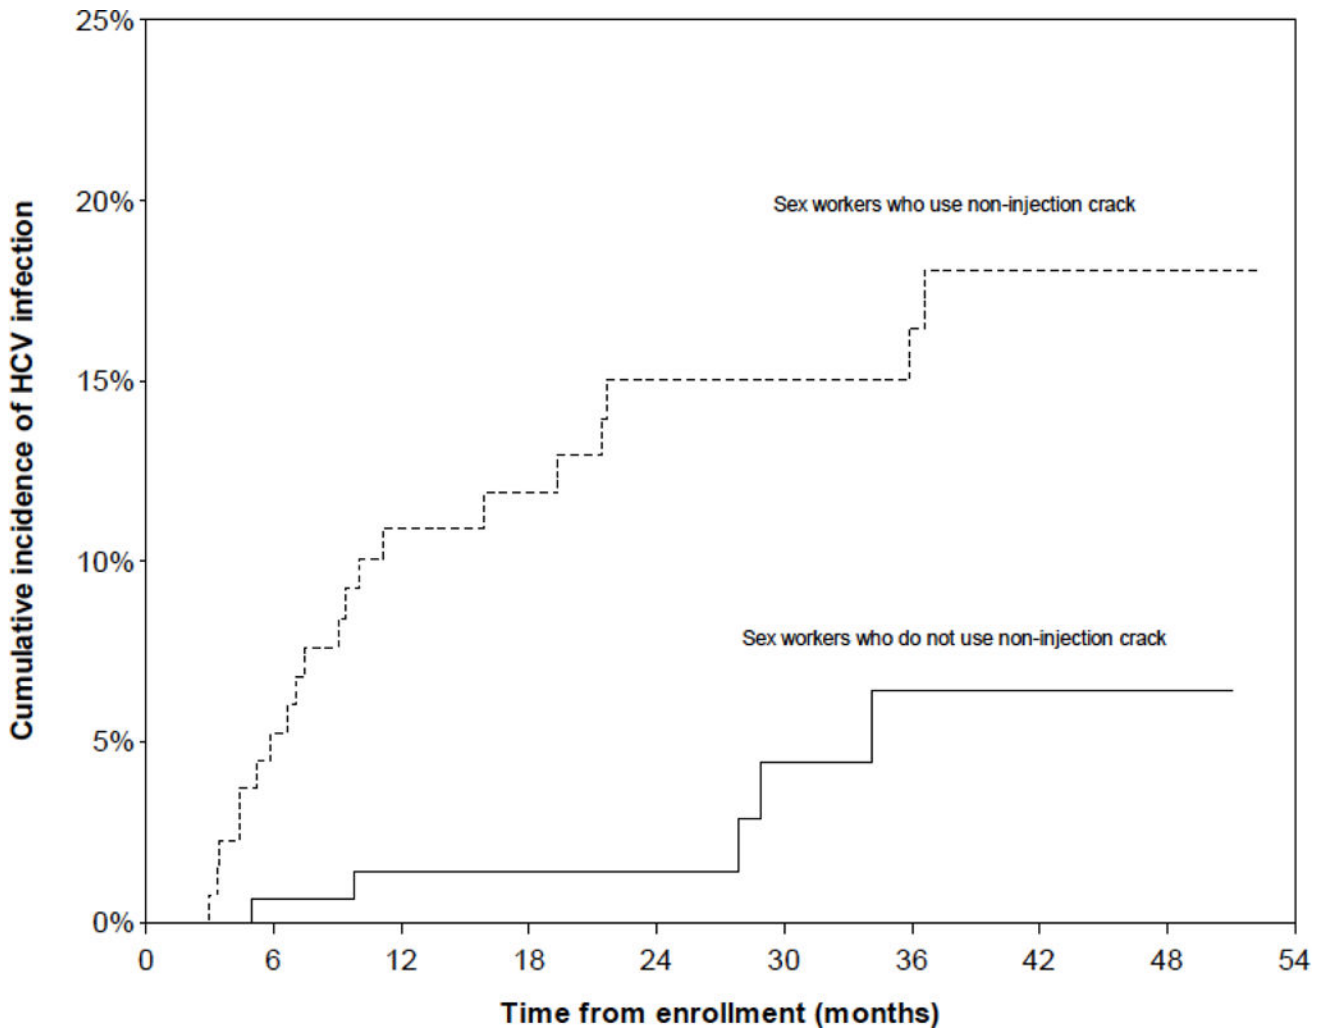 25%
20%
15%
10%
5%
0%
Cumulative incidence of HCV infection
Sex workers who use non-injection crack
Sex workers who do not use non-injection crack
0 6 12 18 24 30 36 42 48 54
Time from enrollment (months)